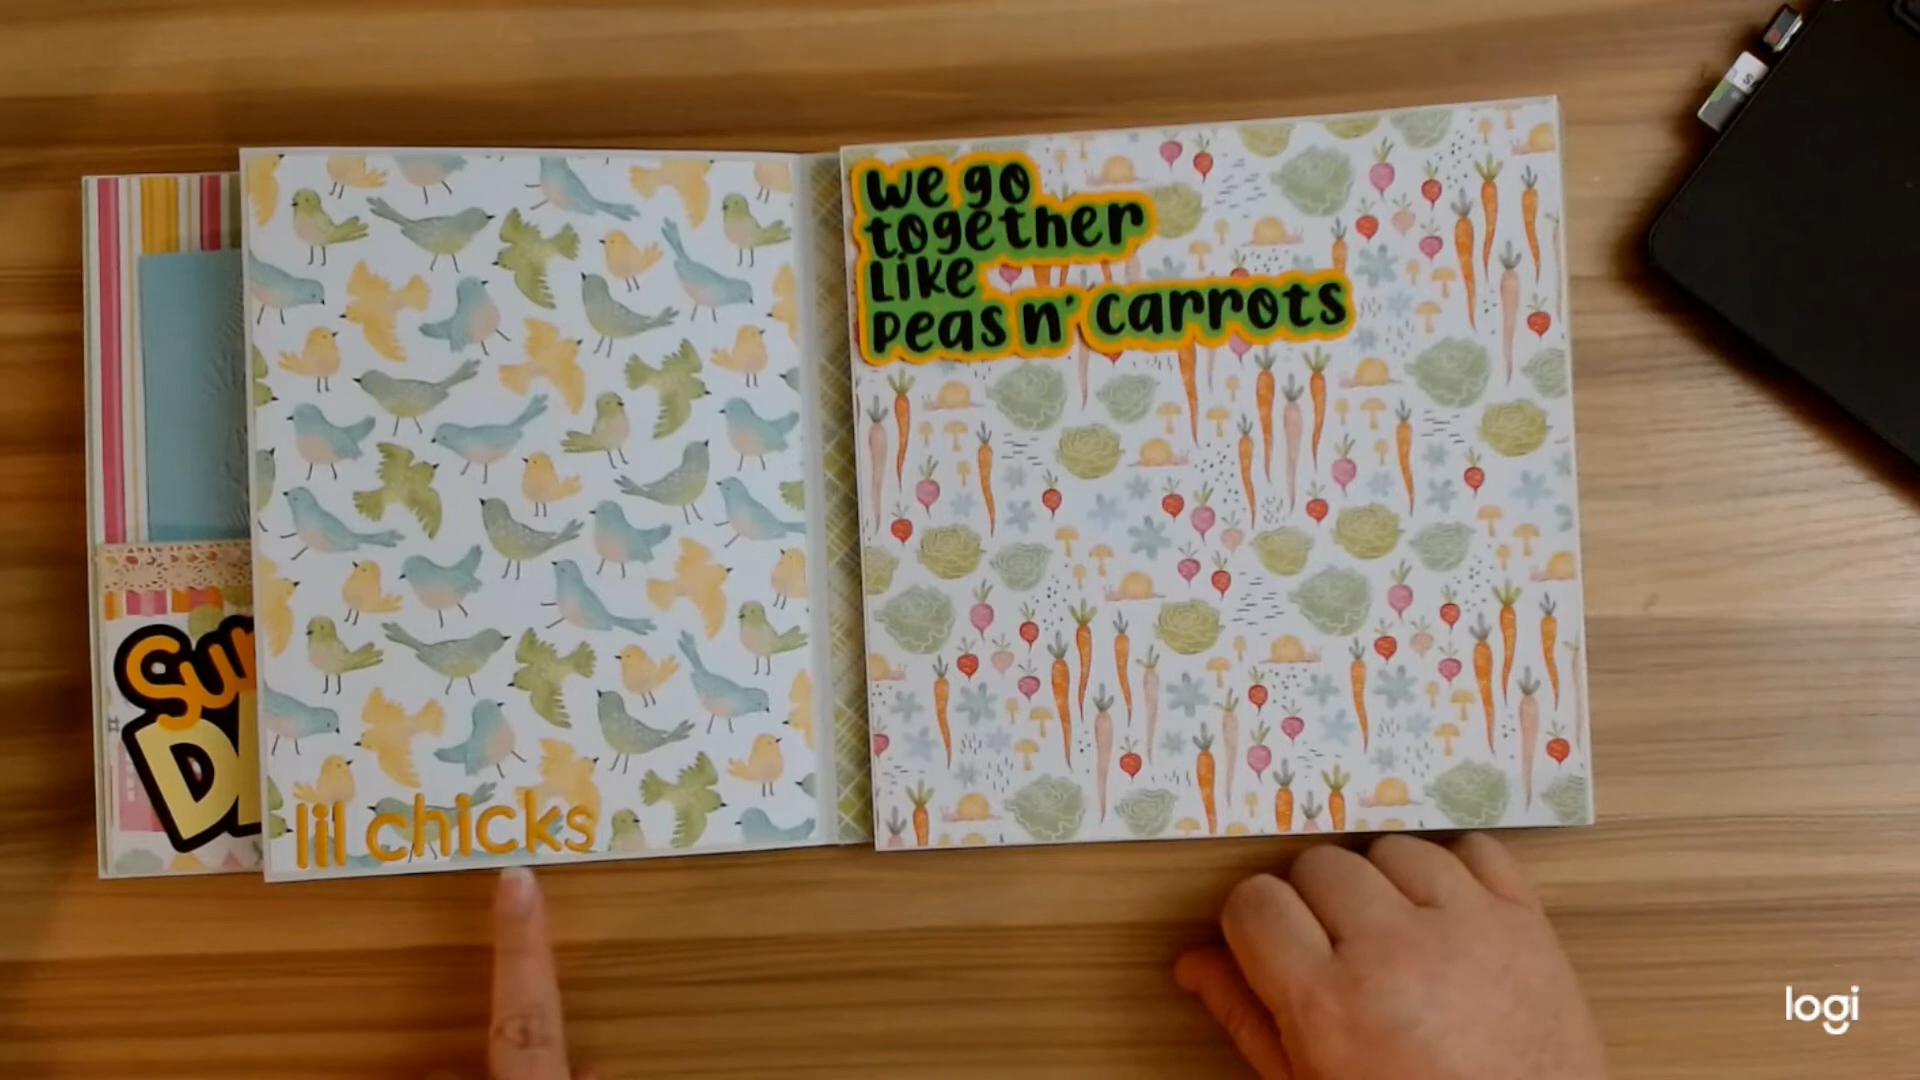 we go
together
Like
peas n' carrots
lil chicks
logi